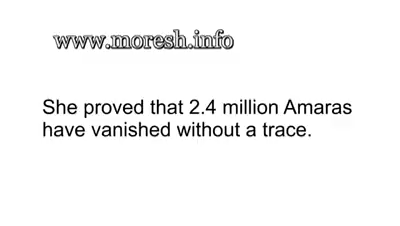 www.moresh.info
She proved that 2.4 million Amaras
have vanished without a trace.